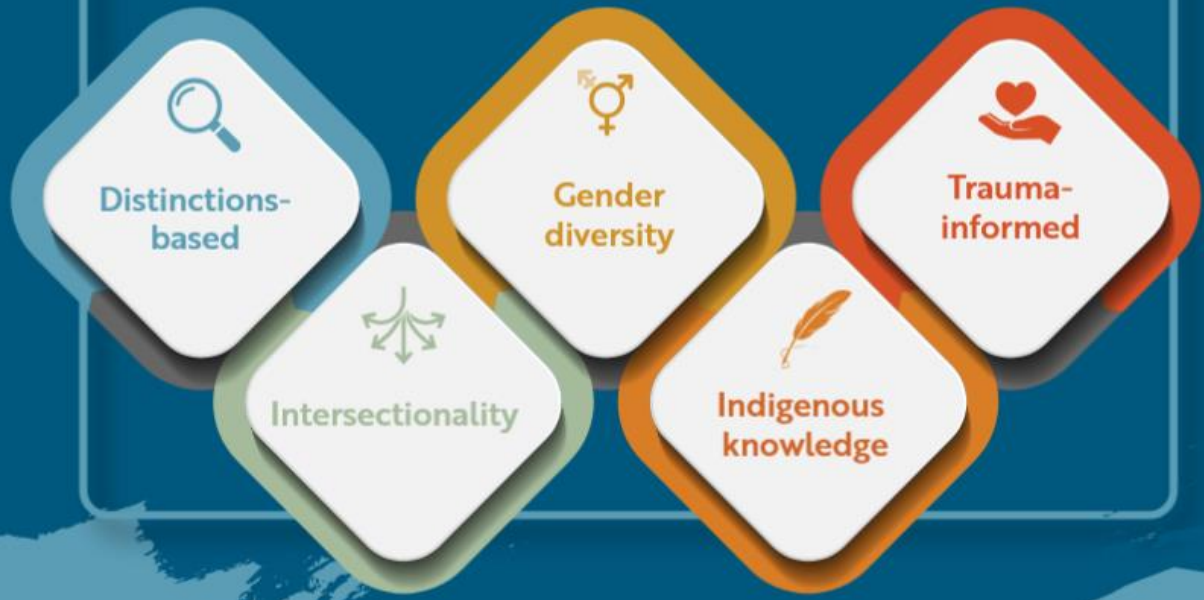 Distinctions-
based
Gender
diversity
Trauma-
informed
Intersectionality
Indigenous
knowledge